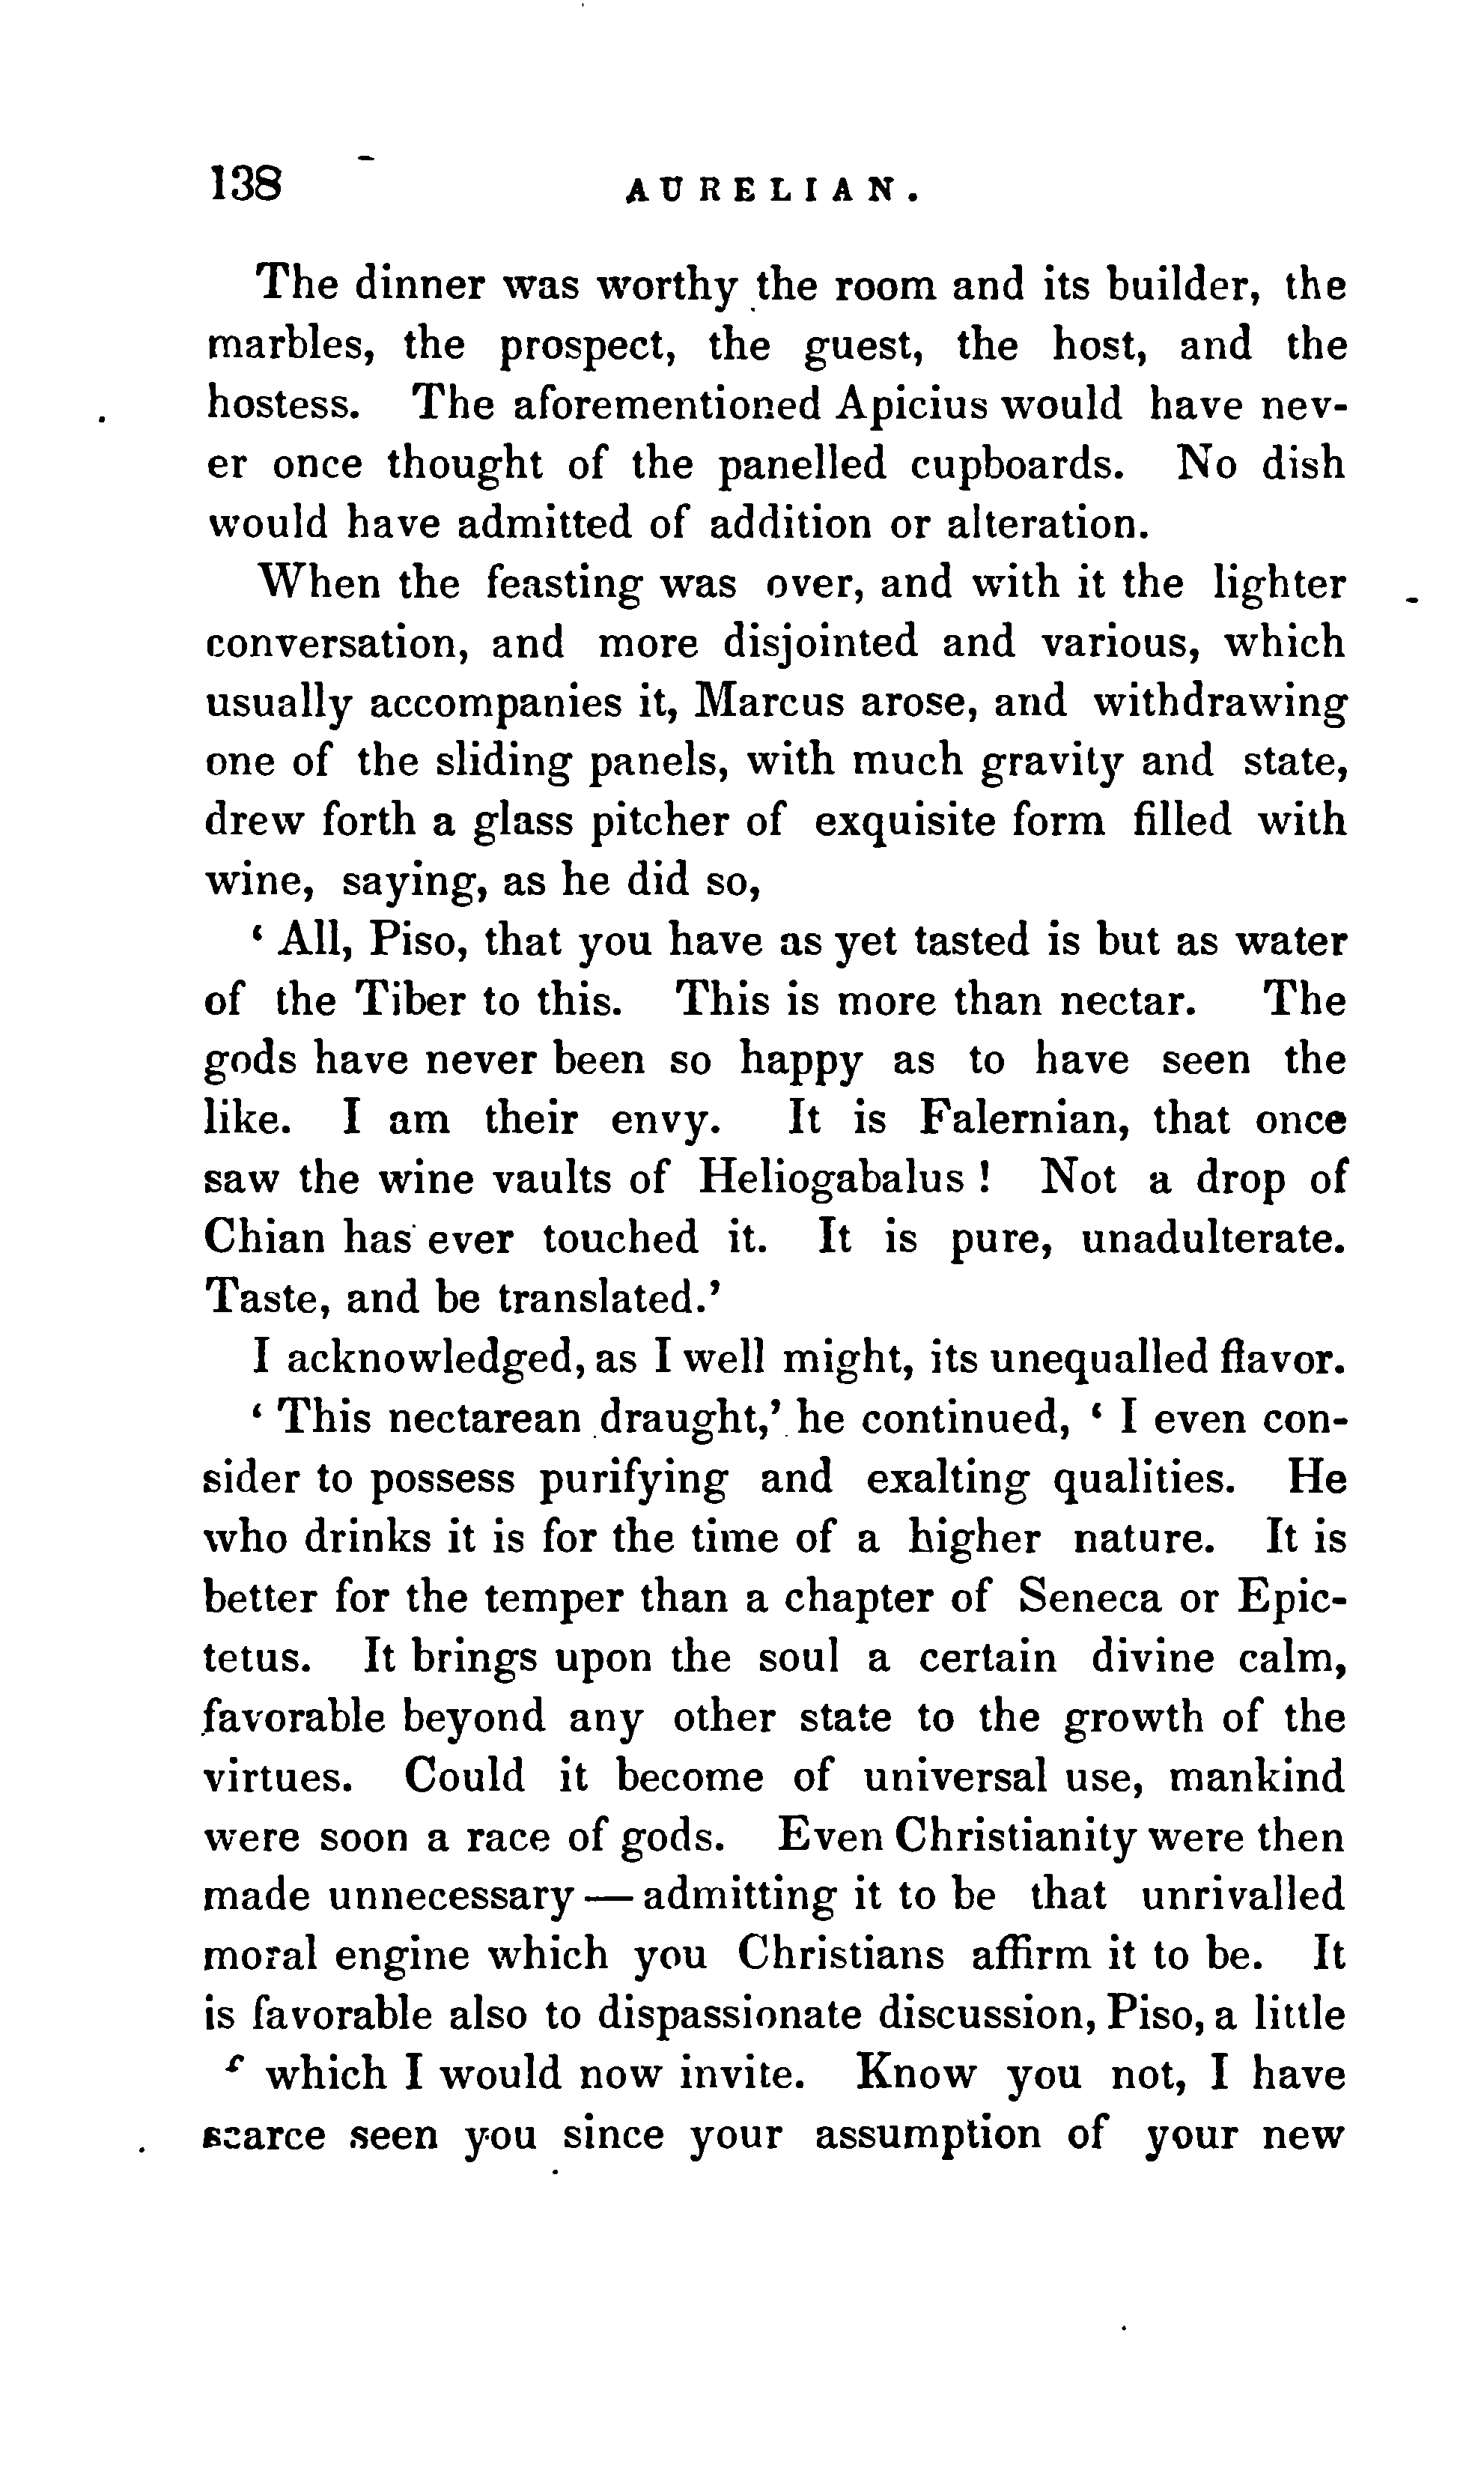 138 AURELIAN.
The dinner was worthy the room and its builder, the
marbles, the prospect, the guest, the host, and the
hostess. The aforementioned Apicius would have nev-
er once thought of the panelled cupboards. No dish
would have admitted of addition or alteration.
When the feasting was over, and with it the lighter
conversation, and more disjointed and various, which
usually accompanies it, Marcus arose, and withdrawing
one of the sliding panels, with much gravity and state,
drew forth a glass pitcher of exquisite form filled with
wine, saying, as he did so,
‘ All, Piso, that you have as yet tasted is but as water
of the Tiber to this. This is more than nectar. The
gods have never been so happy as to have seen the
like. I am their envy. It is Falernian, that once
saw the wine vaults of Heliogabalus ! Not a drop of
Chian has ever touched it. It is pure, unadulterate.
Taste, and be translated.’
I acknowledged, as I well might, its unequalled flavor.
‘ This nectarean draught,’ he continued, ‘ I even con-
sider to possess purifying and exalting qualities. He
who drinks it is for the time of a higher nature. It is
better for the temper than a chapter of Seneca or Epic-
tetus. It brings upon the soul a certain divine calm,
favorable beyond any other state to the growth of the
virtues. Could it become of universal use, mankind
were soon a race of gods. Even Christianity were then
made unnecessary — admitting it to be that unrivalled
moral engine which you Christians affirm it to be. It
is favorable also to dispassionate discussion, Piso, a little
of which I would now invite. Know you not, I have
scarce seen you since your assumption of your new